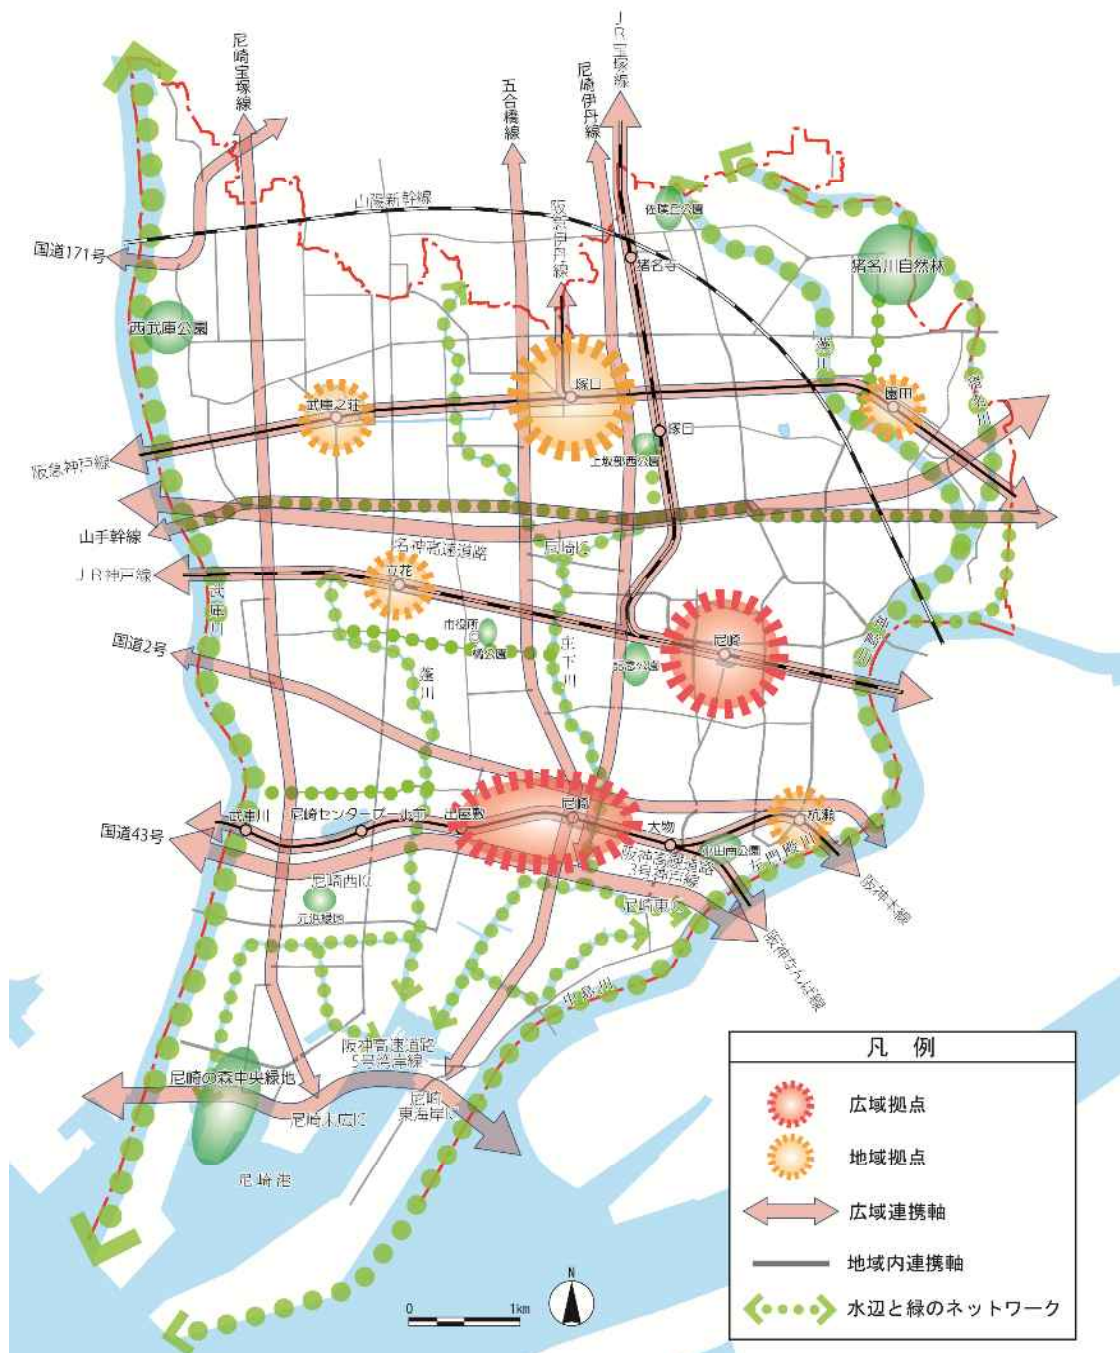 尼崎宝塚線
五合橋線
尼崎伊丹線
JR宝塚線
山陽新幹線
阪急伊丹線
佐璞丘公園
国道171号
猪名寺
猪名川自然林
西武庫公園
武庫之荘
塚口
園田
塚口
上坂部西公園
阪急神戸線
山手幹線
名神高速道路
尼崎IC
JR神戸線
立花
武庫川
市役所
橘公園
庄下川
記念公園
尼崎
国道2号
蓬川
武庫川
尼崎センタープール前
出屋敷
尼崎
大物
杭瀬
国道43号
小田南公園
左門殿川
阪神高速道路
3号神戸線
尼崎西IC
尼崎東IC
阪神本線
元浜緑地
阪神なんば線
中島川
阪神高速道路
5号湾岸線
尼崎の森中央緑地
尼崎末広IC
尼崎
東海岸IC
尼崎港
凡 例
広域拠点
地域拠点
広域連携軸
地域内連携軸
水辺と緑のネットワーク
N
0 1km